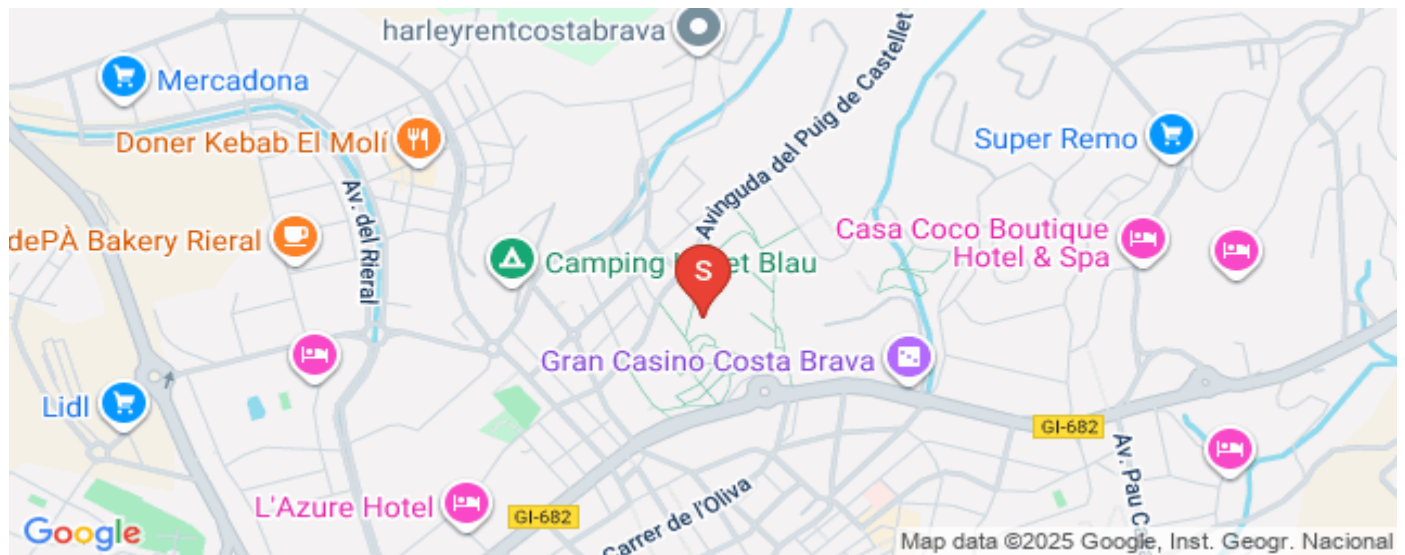 harleyrentcostabrava
Mercadona
Avinguda del Puig de Castellet
Doner Kebab El Molí
Super Remo
Av. del Rieral
Casa Coco Boutique
Hotel & Spa
dePÀ Bakery Rieral
Camping et Blau
S
Gran Casino Costa Brava
Lidl
GI-682
Av. Pau C
L'Azure Hotel
GI-682
Carrer de l'Oliva
Google
Map data ©2025 Google, Inst. Geogr. Nacional